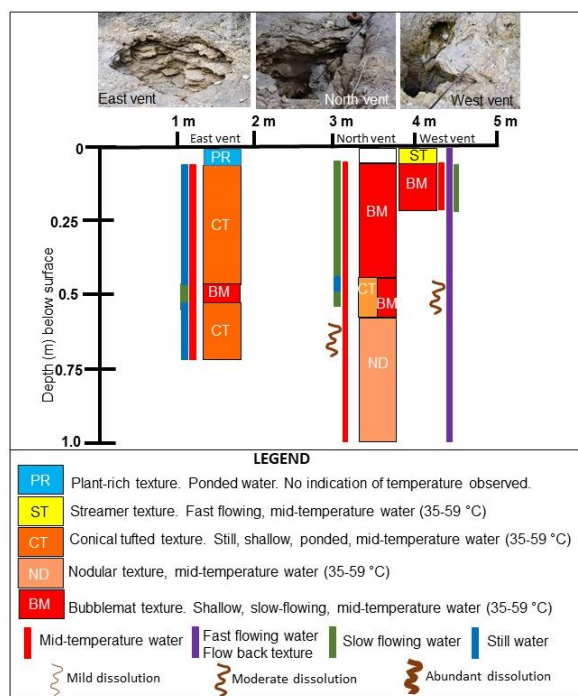 East vent
North vent
West vent
1 m
2 m
3 m
4 m
5 m
East vent
North vent
West vent
0
0.25
0.5
0.75
1.0
Depth (m) below surface
PR
CT
BM
CT
BM
CT
BM
ND
ST
BM
LEGEND
PR Plant-rich texture. Ponded water. No indication of temperature observed.
ST Streamer texture. Fast flowing, mid-temperature water (35-59 °C)
CT Conical tufted texture. Still, shallow, ponded, mid-temperature water (35-59 °C)
ND Nodular texture, mid-temperature water (35-59 °C)
BM Bubblemat texture. Shallow, slow-flowing, mid-temperature water (35-59 °C)
Mid-temperature water
Fast flowing water
Flow back texture
Slow flowing water
Still water
Mild dissolution
Moderate dissolution
Abundant dissolution